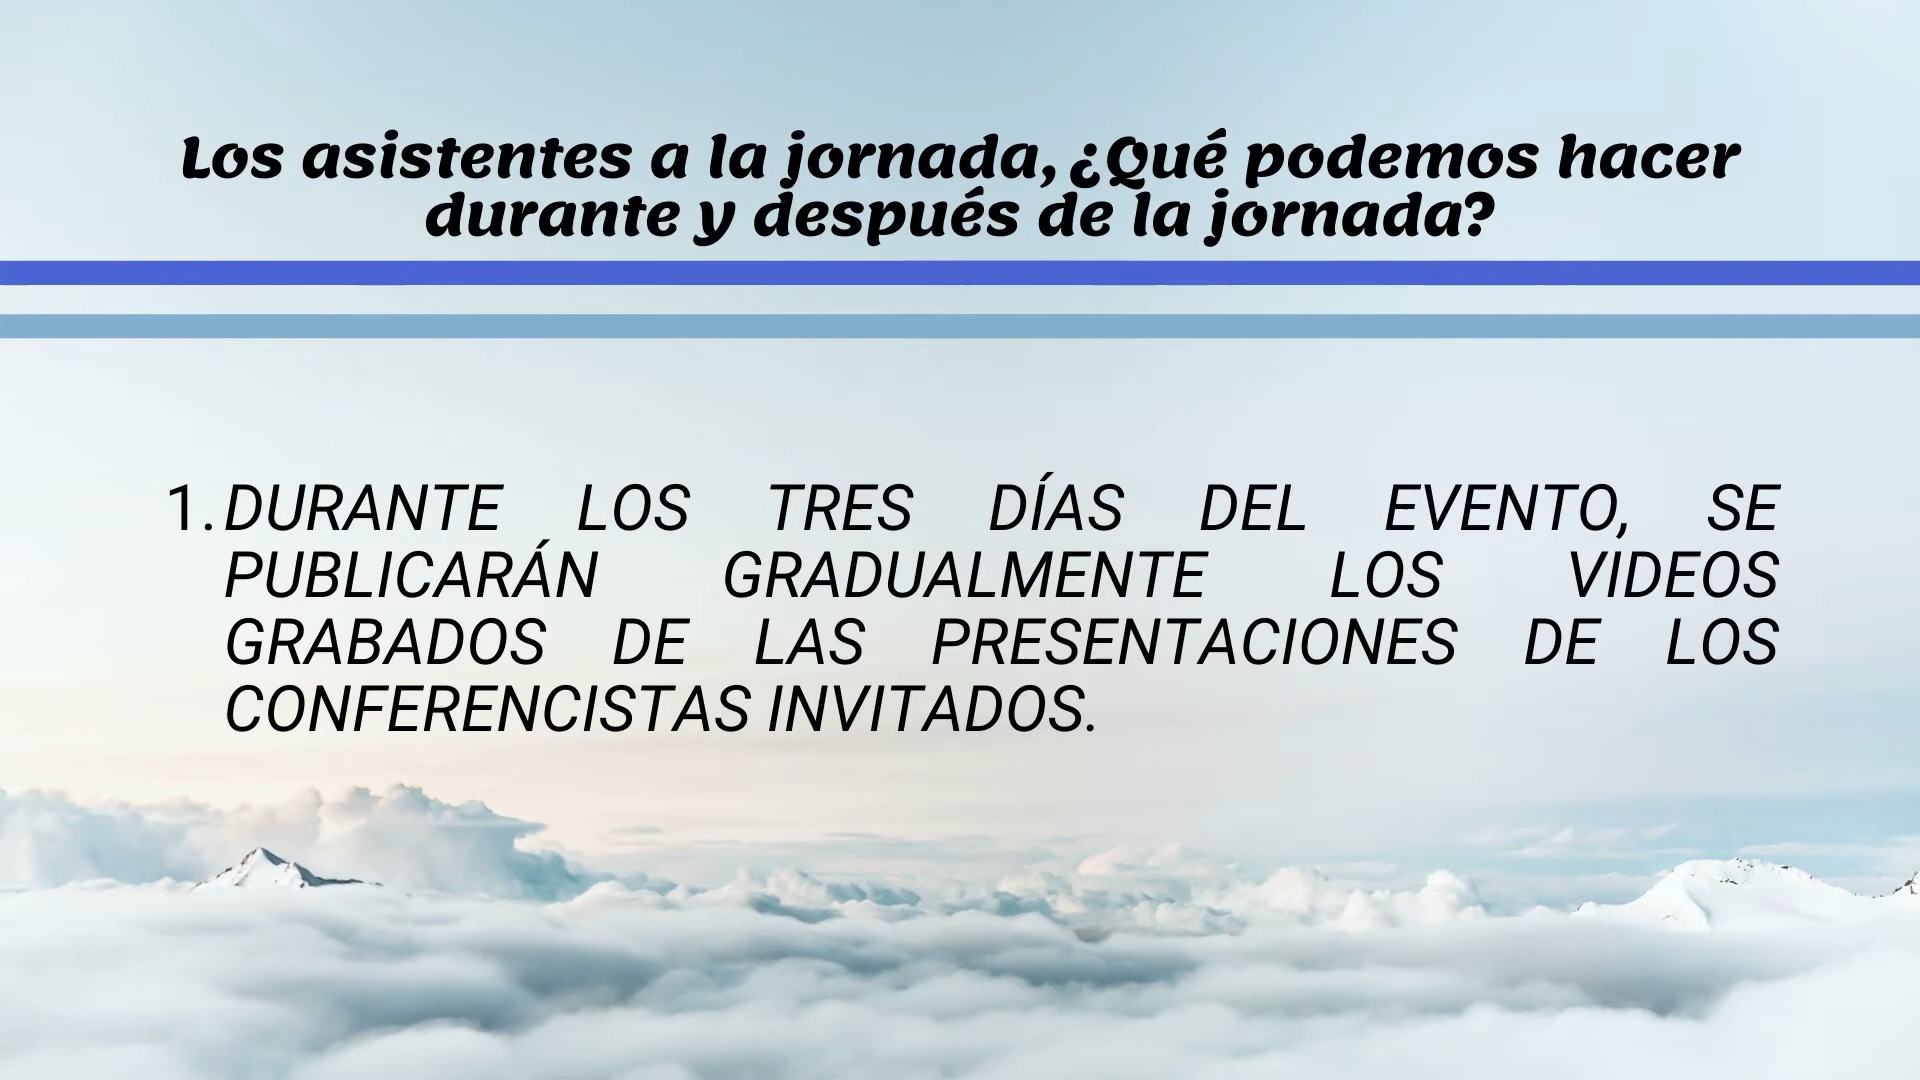 Los asistentes a la jornada, ¿Qué podemos hacer
durante y después de la jornada?
1. DURANTE LOS TRES DÍAS DEL EVENTO, SE
PUBLICARÁN GRADUALMENTE LOS VIDEOS
GRABADOS DE LAS PRESENTACIONES DE LOS
CONFERENCISTAS INVITADOS.